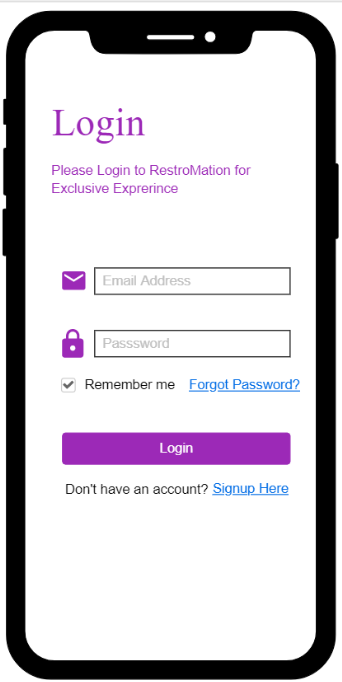 Login
Please Login to RestroMation for
Exclusive Exprerince
Email Address
Passsword
Remember me Forgot Password?
Login
Don't have an account? Signup Here